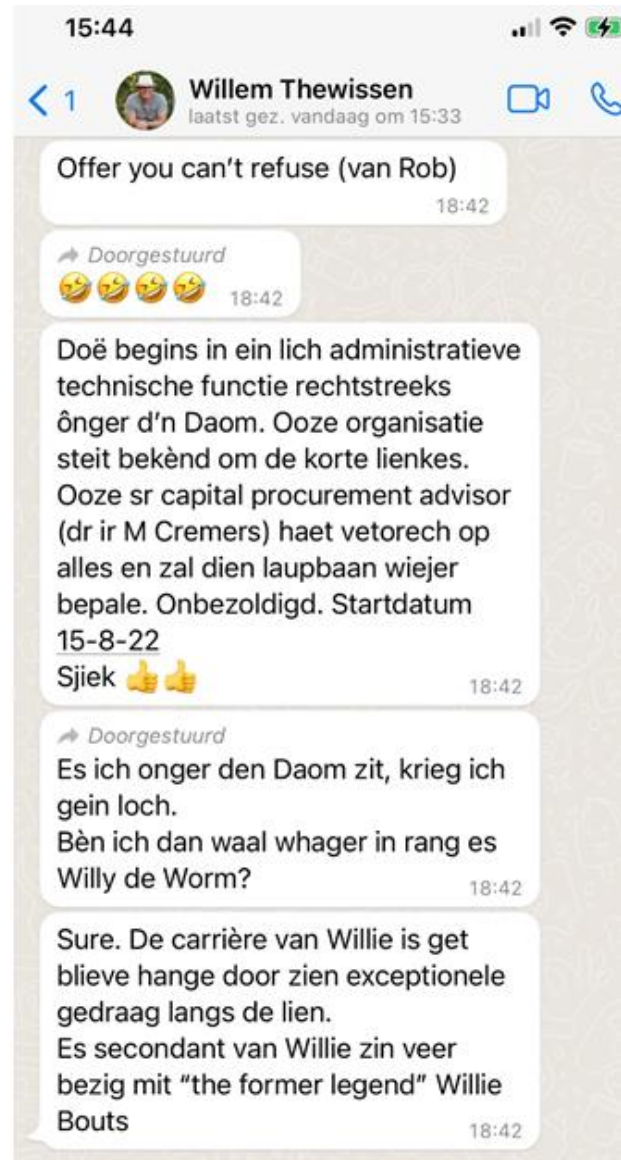 15:44
1
Willem Thewissen
laatst gez. vandaag om 15:33
Offer you can't refuse (van Rob)
18:42
Doorgestuurd
🤣🤣🤣🤣 18:42
Doë begins in ein lich administratieve
technische functie rechtstreeks
ônger d'n Daom. Ooze organisatie
steit bekènd om de korte lienkes.
Ooze sr capital procurement advisor
(dr ir M Cremers) haet vetorech op
alles en zal dien laupbaan wiejer
bepale. Onbezoldigd. Startdatum
15-8-22
Sjiek 👍👍 18:42
Doorgestuurd
Es ich onger den Daom zit, krieg ich
gein loch.
Bèn ich dan waal whager in rang es
Willy de Worm?
18:42
Sure. De carrière van Willie is get
blieve hange door zien exceptionele
gedraag langs de lien.
Es secondant van Willie zin veer
bezig mit “the former legend” Willie
Bouts
18:42